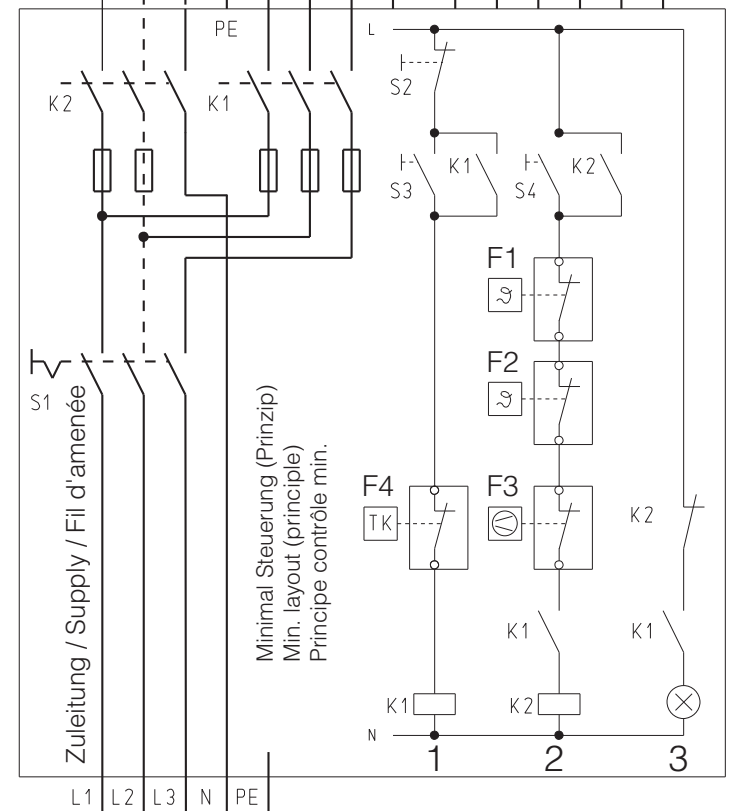 PE
L
S2
K2
K1
S3
K1
S4
K2
F1
ϑ
F2
ϑ
S1
F4
F3
TK
K2
Zuleitung / Supply / Fil d'amenée
Minimal Steuerung (Prinzip)
Min. layout (principle)
Principe contrôle min.
K1
K1
K1
K2
N
1
2
3
L1
L2
L3
N
PE